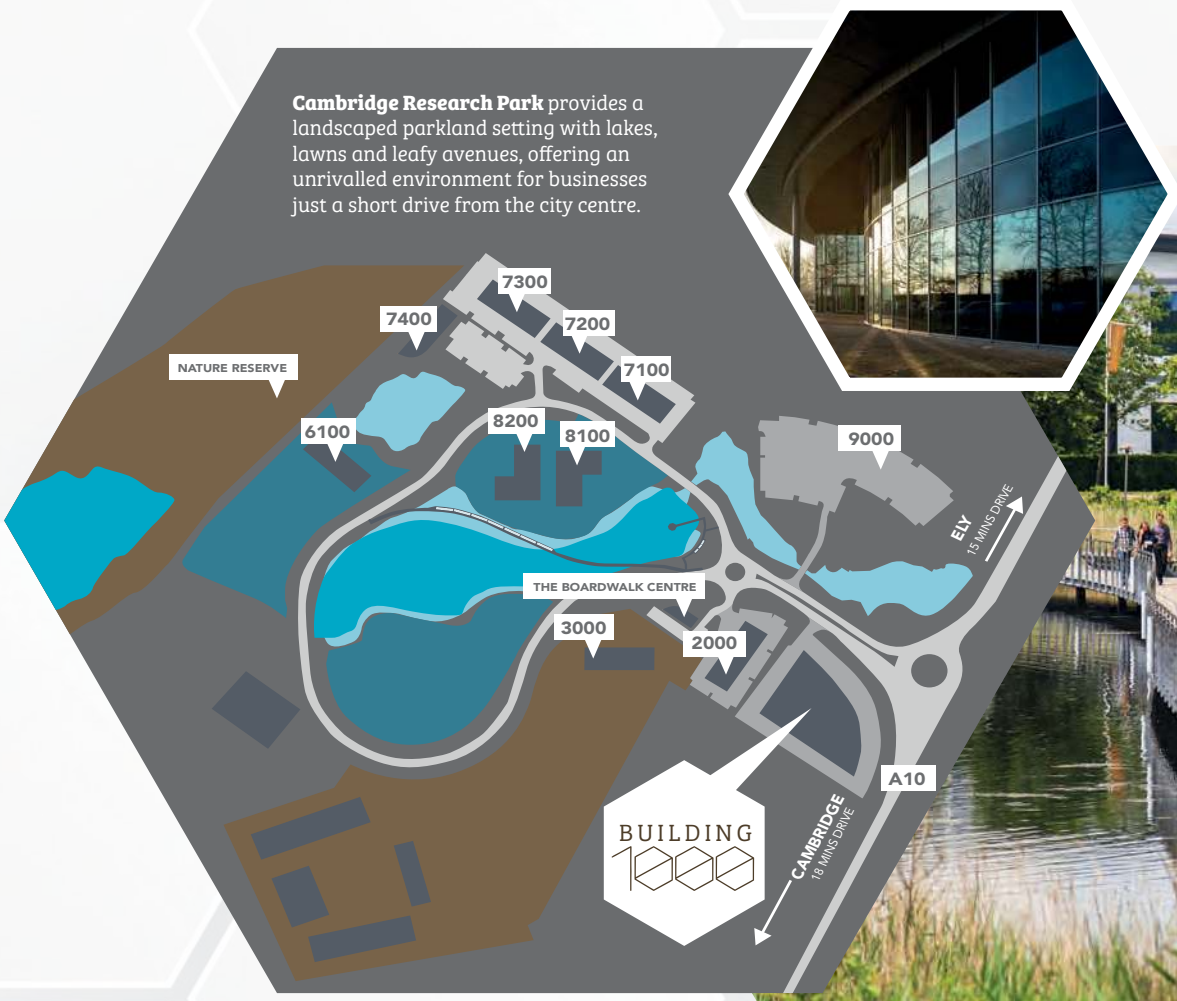 Cambridge Research Park provides a
landscaped parkland setting with lakes,
lawns and leafy avenues, offering an
unrivalled environment for businesses
just a short drive from the city centre.
7300
7400
7200
NATURE RESERVE
7100
6100
8200
8100
9000
ELY
15 MINS DRIVE
THE BOARDWALK CENTRE
3000
2000
A10
BUILDING
1000
CAMBRIDGE
18 MINS DRIVE